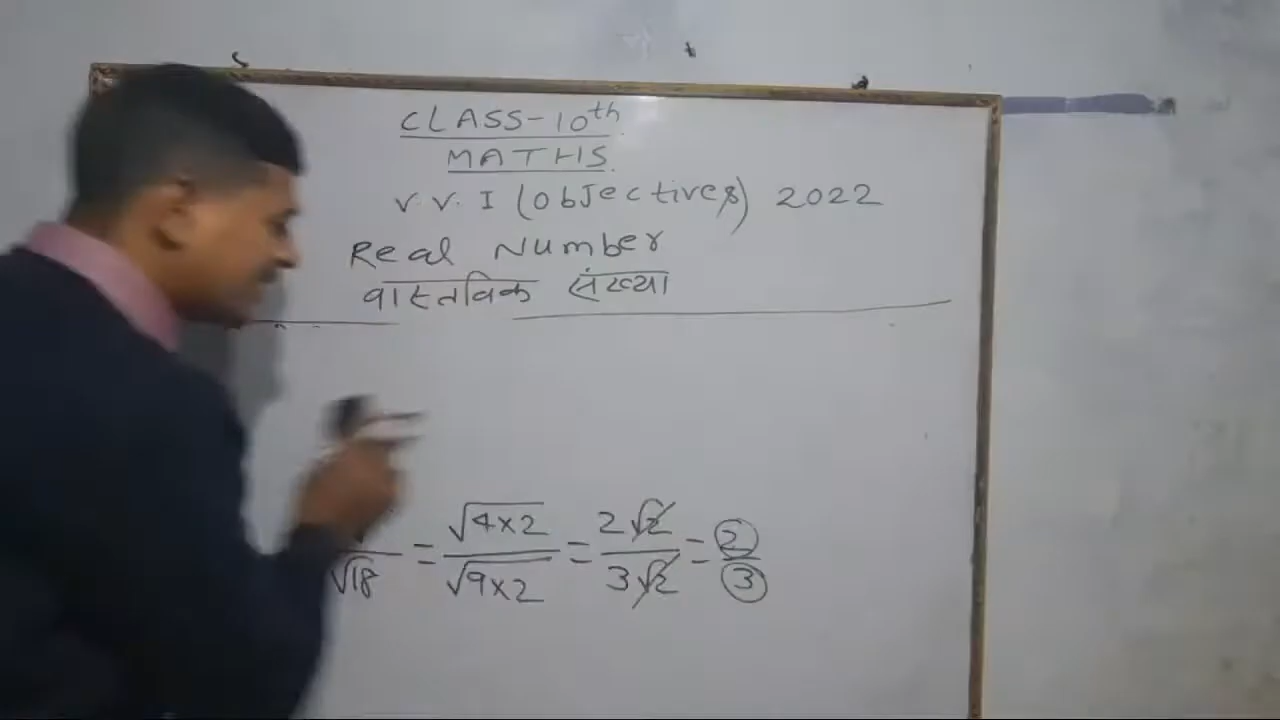 CLASS-10th
MATHS
V.V.I (Objectives) 2022
Real Number
वास्तविक संख्या
√18 = √4×2 / √9×2 = 2√2 / 3√2 = 2 / 3